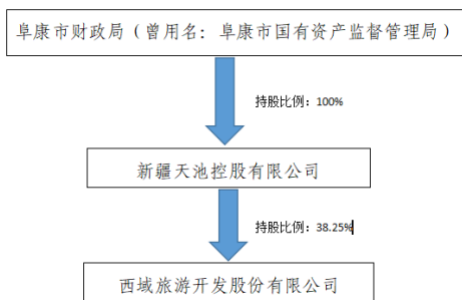 阜康市财政局（曾用名：阜康市国有资产监督管理局）
持股比例：100%
新疆天池控股有限公司
持股比例：38.25%
西域旅游开发股份有限公司